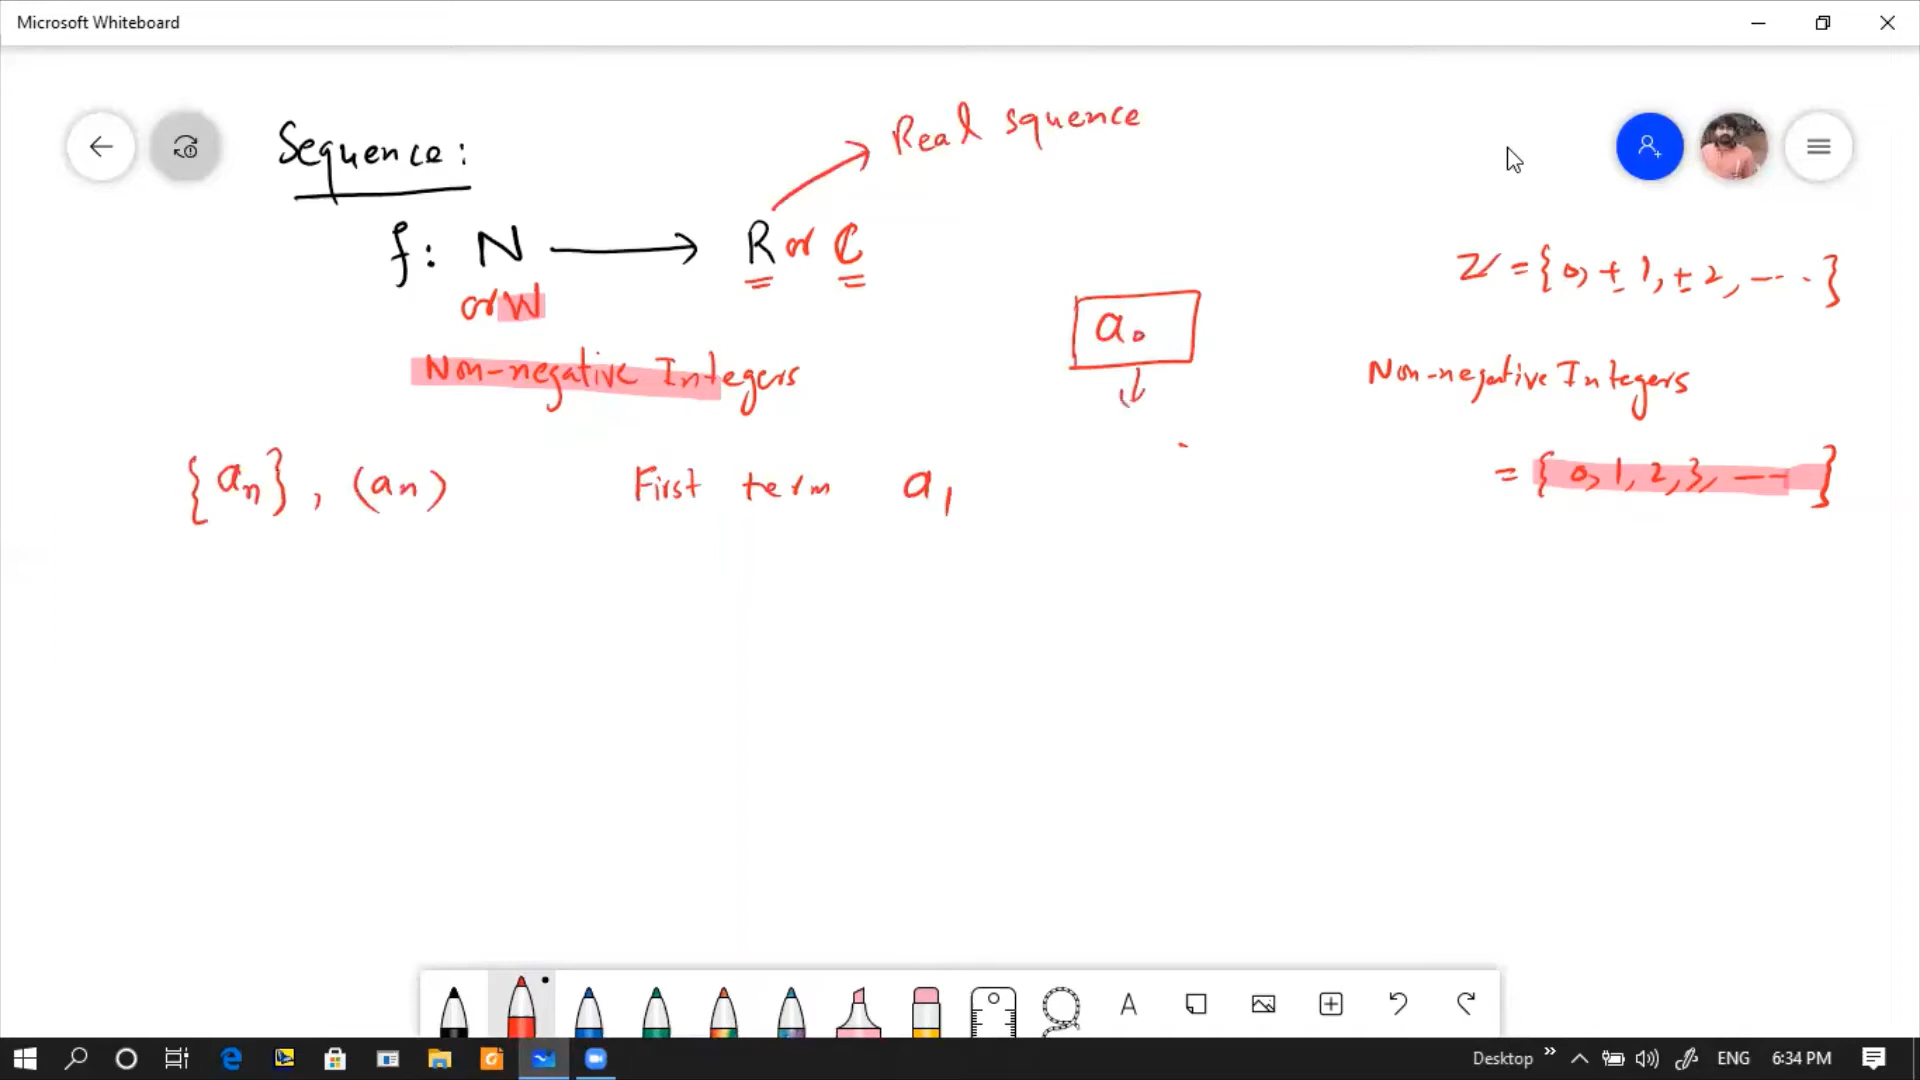 Microsoft Whiteboard
Sequence:
Real squence
f: N ⟶ R or ℂ
or W
Non-negative Integers
a₀
{aₙ}, (aₙ)
First term a₁
ℤ = {0, ± 1, ± 2, ---·}
Non-negative Integers
= { 0, 1, 2, 3, --- }
A
Desktop
ENG
6:34 PM